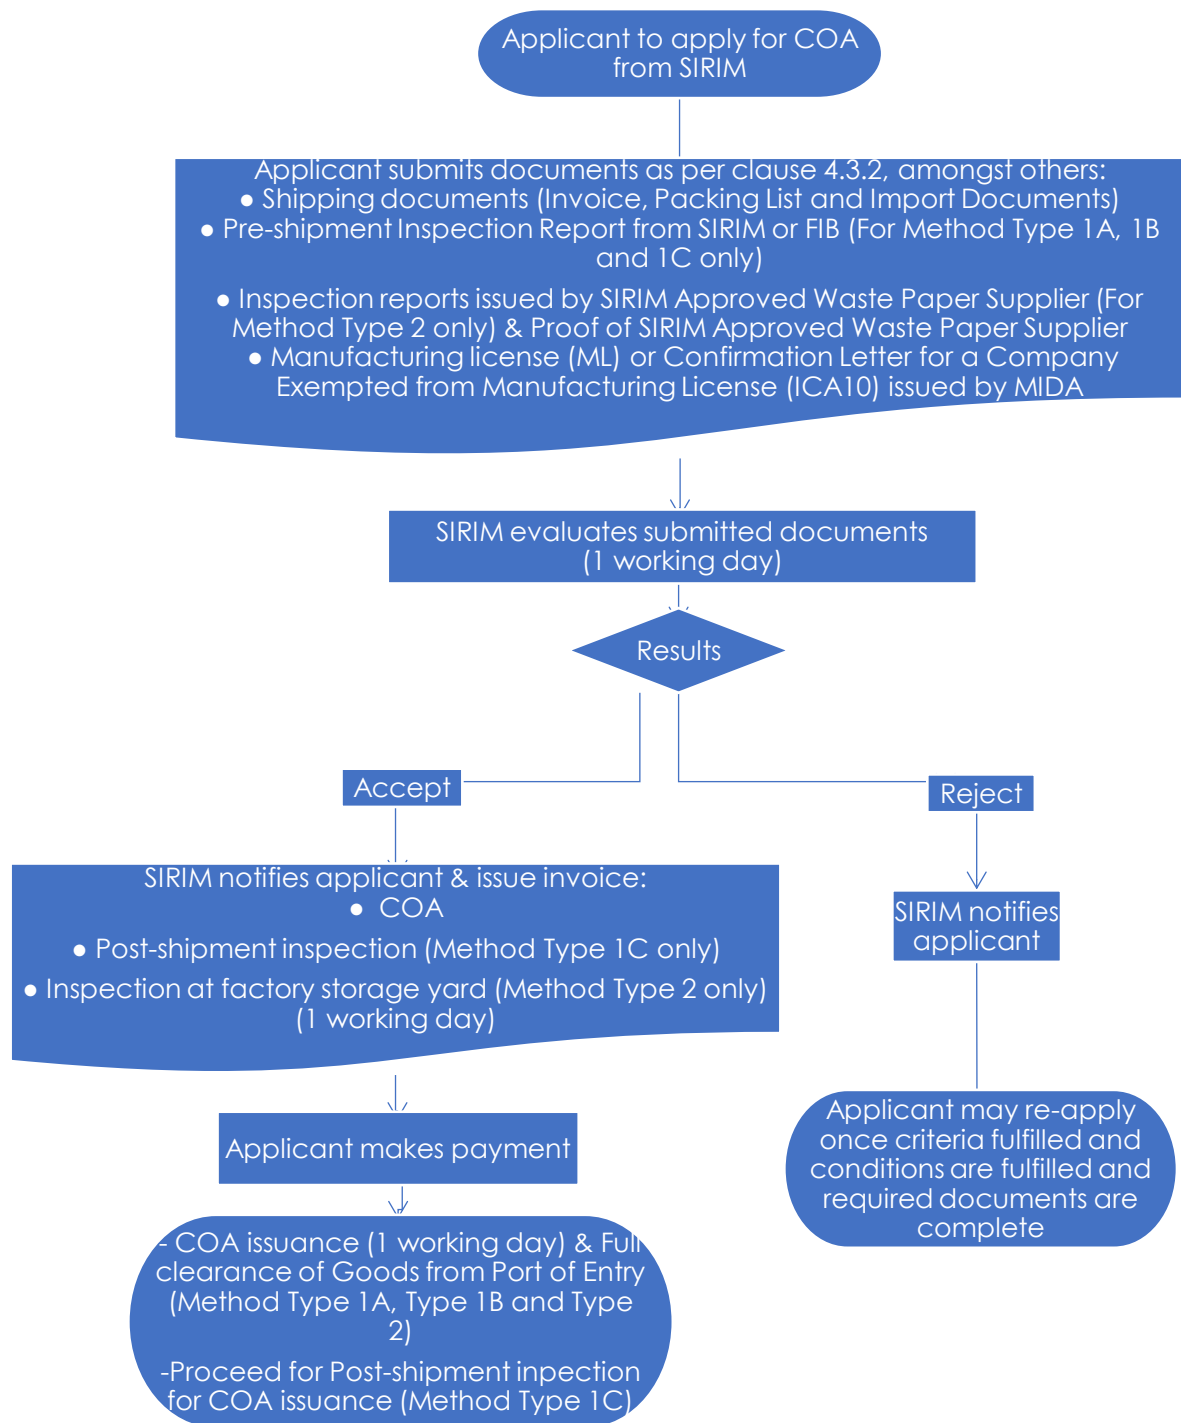 Applicant to apply for COA
from SIRIM
Applicant submits documents as per clause 4.3.2, amongst others:
● Shipping documents (Invoice, Packing List and Import Documents)
● Pre-shipment Inspection Report from SIRIM or FIB (For Method Type 1A, 1B
and 1C only)
● Inspection reports issued by SIRIM Approved Waste Paper Supplier (For
Method Type 2 only) & Proof of SIRIM Approved Waste Paper Supplier
● Manufacturing license (ML) or Confirmation Letter for a Company
Exempted from Manufacturing License (ICA10) issued by MIDA
SIRIM evaluates submitted documents
(1 working day)
Results
Accept
Reject
SIRIM notifies applicant & issue invoice:
● COA
● Post-shipment inspection (Method Type 1C only)
● Inspection at factory storage yard (Method Type 2 only)
(1 working day)
SIRIM notifies
applicant
Applicant makes payment
Applicant may re-apply
once criteria fulfilled and
conditions are fulfilled and
required documents are
complete
- COA issuance (1 working day) & Full
clearance of Goods from Port of Entry
(Method Type 1A, Type 1B and Type
2)
-Proceed for Post-shipment inpection
for COA issuance (Method Type 1C)